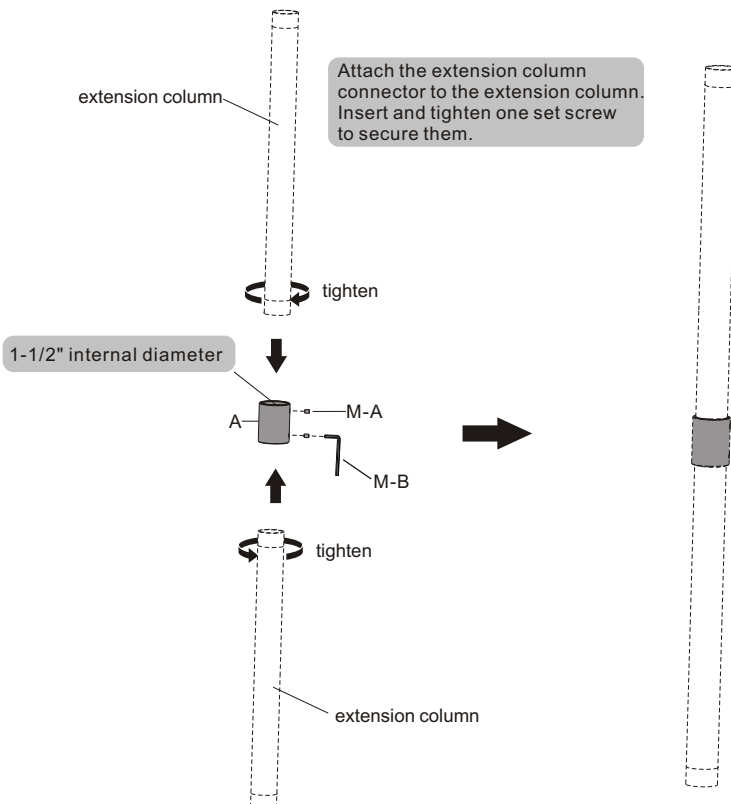 extension column
Attach the extension column
connector to the extension column.
Insert and tighten one set screw
to secure them.
tighten
1-1/2" internal diameter
A
M-A
M-B
tighten
extension column